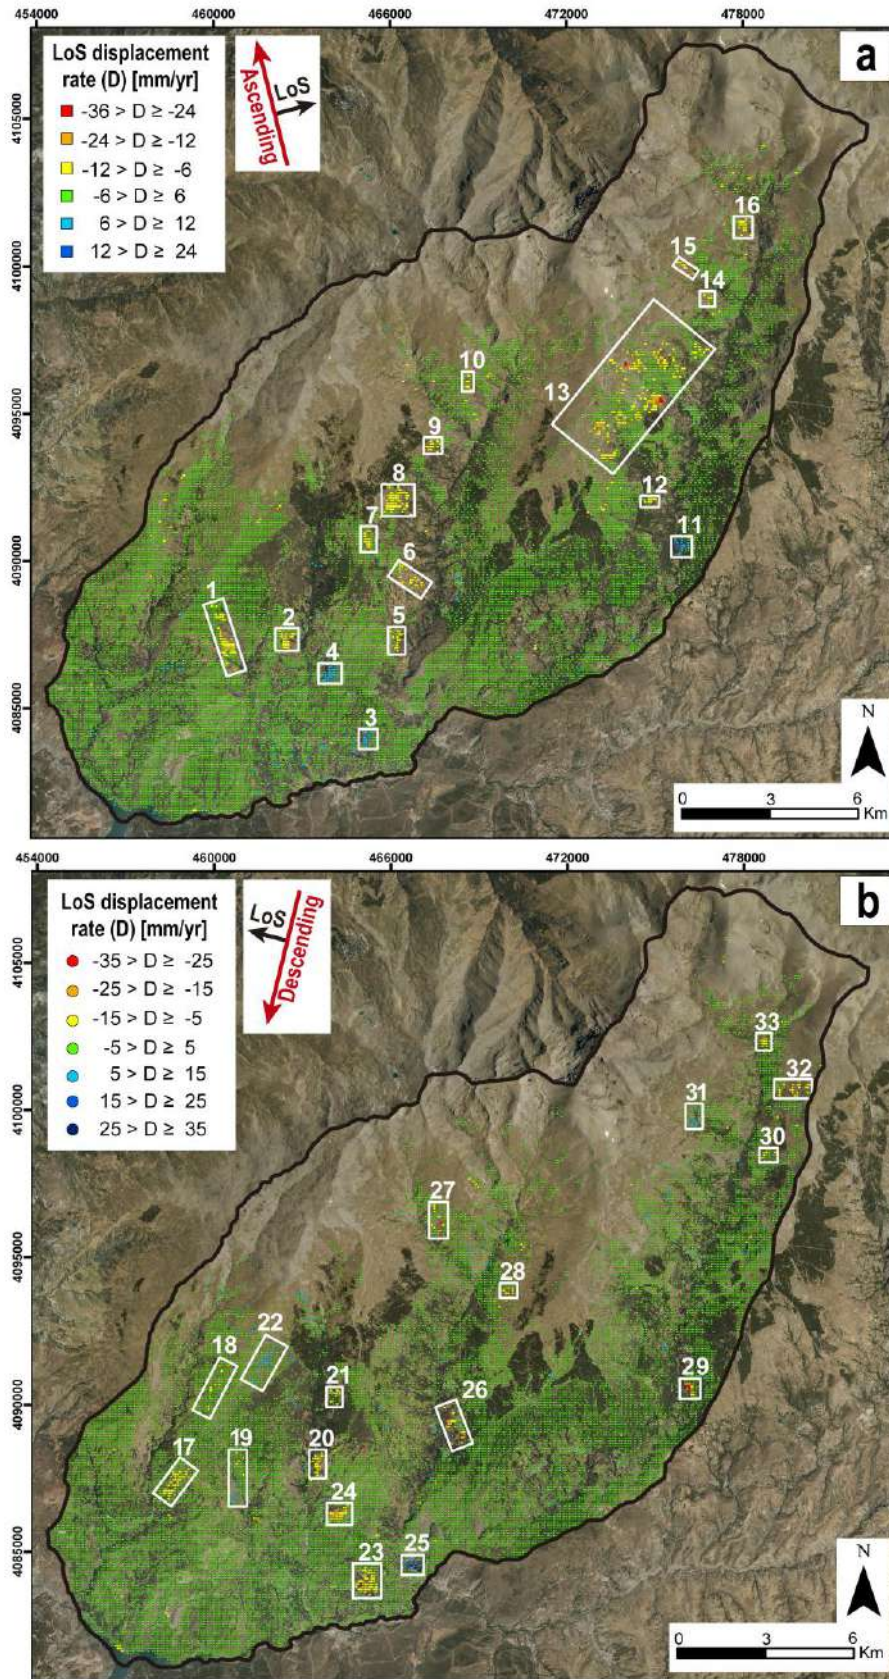 454000 460000 466000 472000 478000
a
LoS displacement
rate (D) [mm/yr]
-36 > D ≥ -24
-24 > D ≥ -12
-12 > D ≥ -6
-6 > D ≥ 6
6 > D ≥ 12
12 > D ≥ 24
Ascending
LoS
4105000
4100000
4095000
4090000
4085000
16
15
14
13
10
9
8
12
7
11
6
1
2
5
4
3
N
0 3 6
Km
454000 460000 466000 472000 478000
b
LoS displacement
rate (D) [mm/yr]
-35 > D ≥ -25
-25 > D ≥ -15
-15 > D ≥ -5
-5 > D ≥ 5
5 > D ≥ 15
15 > D ≥ 25
25 > D ≥ 35
LoS
Descending
4105000
4100000
4095000
4090000
4085000
33
32
31
30
27
28
22
18
21
29
26
17
19
20
24
25
23
N
0 3 6
Km